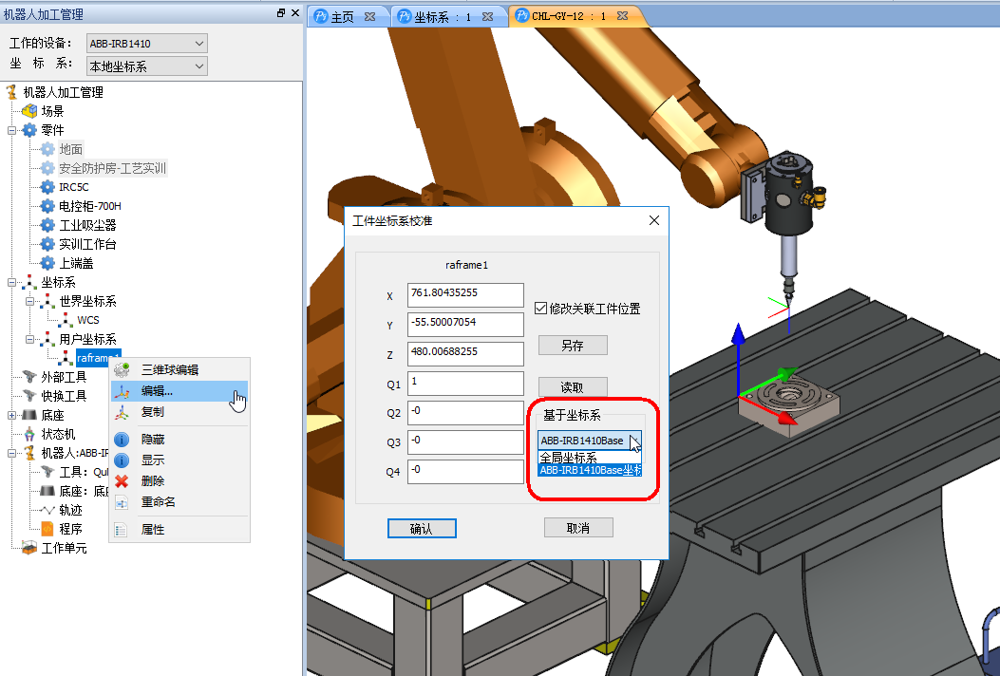 机器人加工管理
工作的设备： ABB-IRB1410
坐 标 系： 本地坐标系
机器人加工管理
场景
零件
地面
安全防护房-工艺实训
IRC5C
电控柜-700H
工业吸尘器
实训工作台
上端盖
坐标系
世界坐标系
WCS
用户坐标系
raframe1
外部工具
快换工具
底座
状态机
机器人:ABB-IR
工具：Qu
底座：底
轨迹
程序
工作单元
三维球编辑
编辑...
复制
隐藏
显示
删除
重命名
属性
主页
坐标系 : 1
CHL-GY-12 : 1
工件坐标系校准
raframe1
X 761.80435255
Y -55.50007054
Z 480.00688255
Q1 1
Q2 -0
Q3 -0
Q4 -0
修改关联工件位置
另存
读取
基于坐标系
ABB-IRB1410Base
全局坐标系
ABB-IRB1410Base坐标
确认
取消